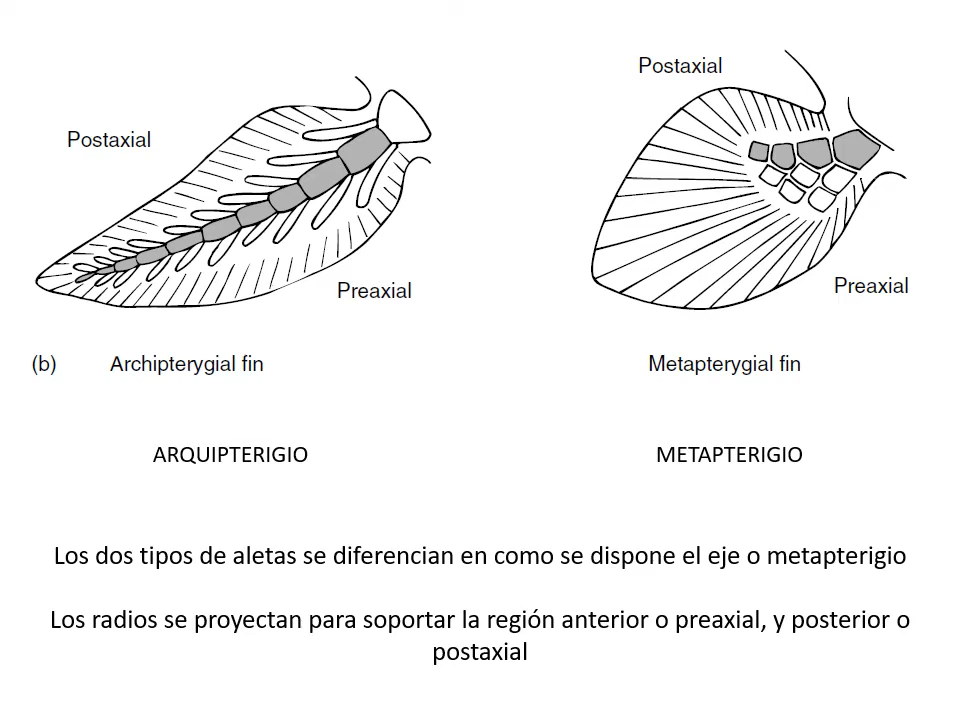 Postaxial
Preaxial
(b) Archipterygial fin
Postaxial
Preaxial
Metapterygial fin
ARQUIPTERIGIO
METAPTERIGIO
Los dos tipos de aletas se diferencian en como se dispone el eje o metapterigio
Los radios se proyectan para soportar la región anterior o preaxial, y posterior o
postaxial